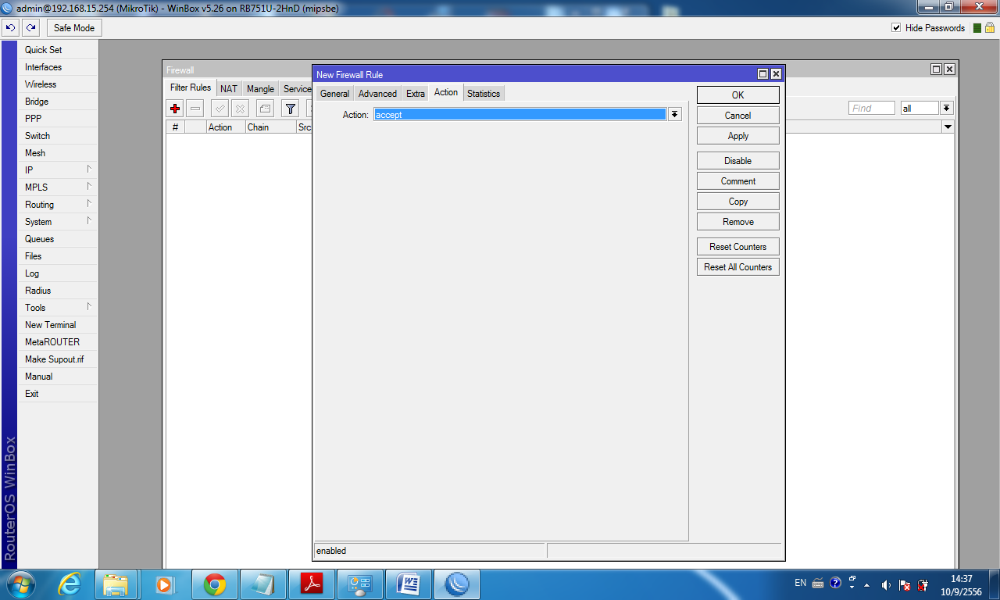 admin@192.168.15.254 (MikroTik) - WinBox v5.26 on RB751U-2HnD (mipsbe)
Safe Mode
Hide Passwords
Quick Set
Interfaces
Wireless
Bridge
PPP
Switch
Mesh
IP
MPLS
Routing
System
Queues
Files
Log
Radius
Tools
New Terminal
MetaROUTER
Make Supout.rif
Manual
Exit
RouterOS WinBox
Firewall
Filter Rules NAT Mangle Service
Find all
# Action Chain Src
New Firewall Rule
General Advanced Extra Action Statistics
Action: accept
OK
Cancel
Apply
Disable
Comment
Copy
Remove
Reset Counters
Reset All Counters
enabled
EN
14:37
10/9/2556